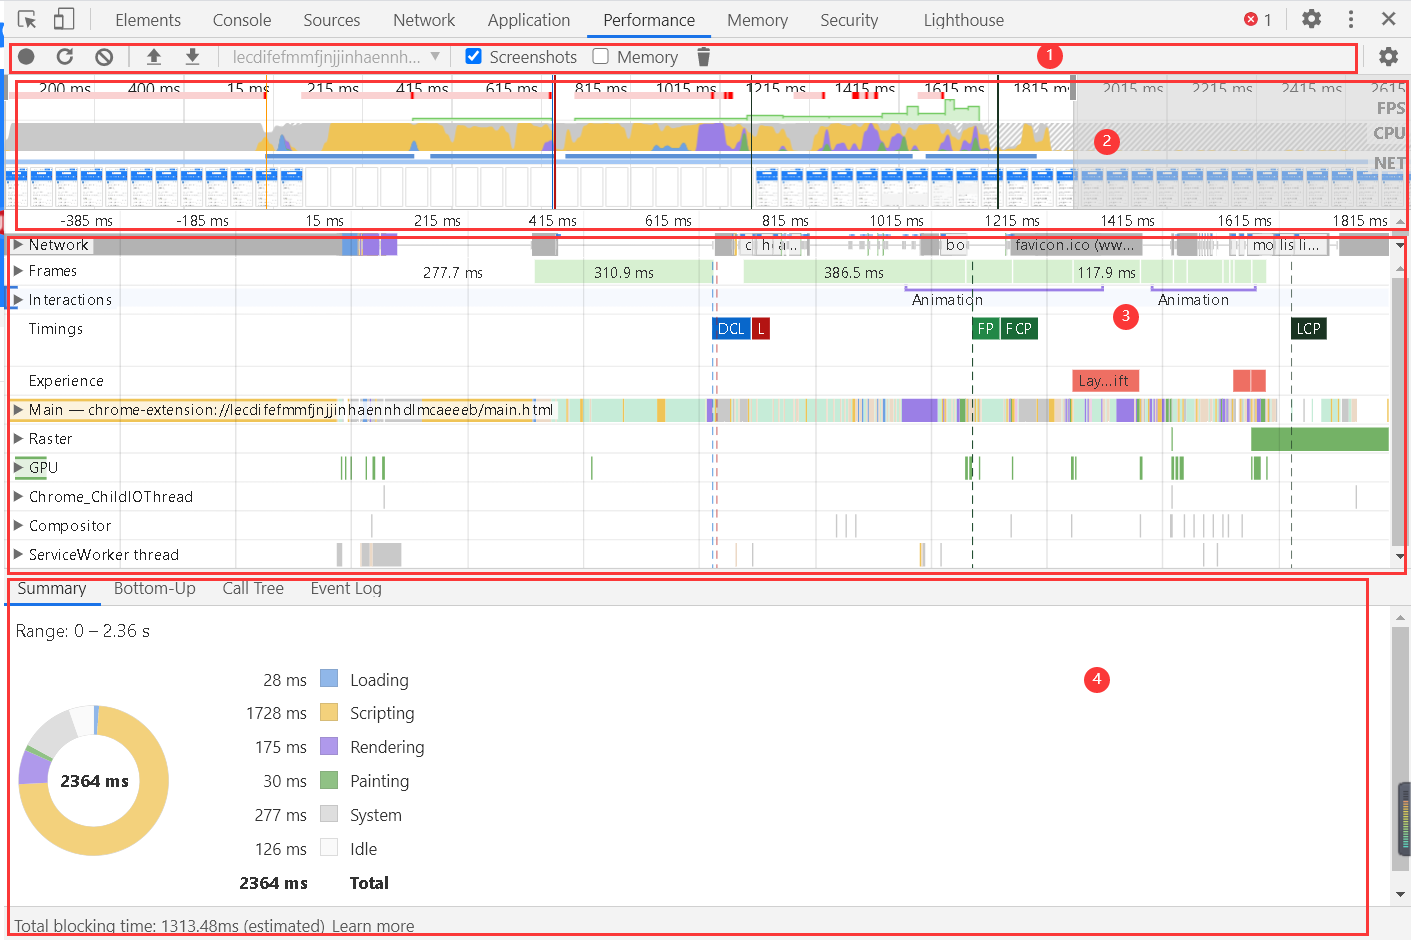 Elements Console Sources Network Application Performance Memory Security Lighthouse 1
lecdifefmmfjnjjinhaennh... Screenshots Memory 1
200 ms 400 ms 15 ms 215 ms 415 ms 615 ms 815 ms 1015 ms 1215 ms 1415 ms 1615 ms 1815 ms 2015 ms 2215 ms 2415 ms 2615
FPS
CPU
2
NET
-385 ms -185 ms 15 ms 215 ms 415 ms 615 ms 815 ms 1015 ms 1215 ms 1415 ms 1615 ms 1815 ms
Network favicon.ico (ww...
Frames 277.7 ms 310.9 ms 386.5 ms 117.9 ms
Interactions Animation Animation
3
Timings DCL L FP FCP LCP
Experience Lay...ift
Main — chrome-extension://lecdifefmmfjnjjinhaennhdlmcaeeeb/main.html
Raster
GPU
Chrome_ChildIOThread
Compositor
ServiceWorker thread
Summary Bottom-Up Call Tree Event Log
Range: 0 – 2.36 s
28 ms Loading
4
1728 ms Scripting
175 ms Rendering
2364 ms
30 ms Painting
277 ms System
126 ms Idle
2364 ms Total
Total blocking time: 1313.48ms (estimated) Learn more